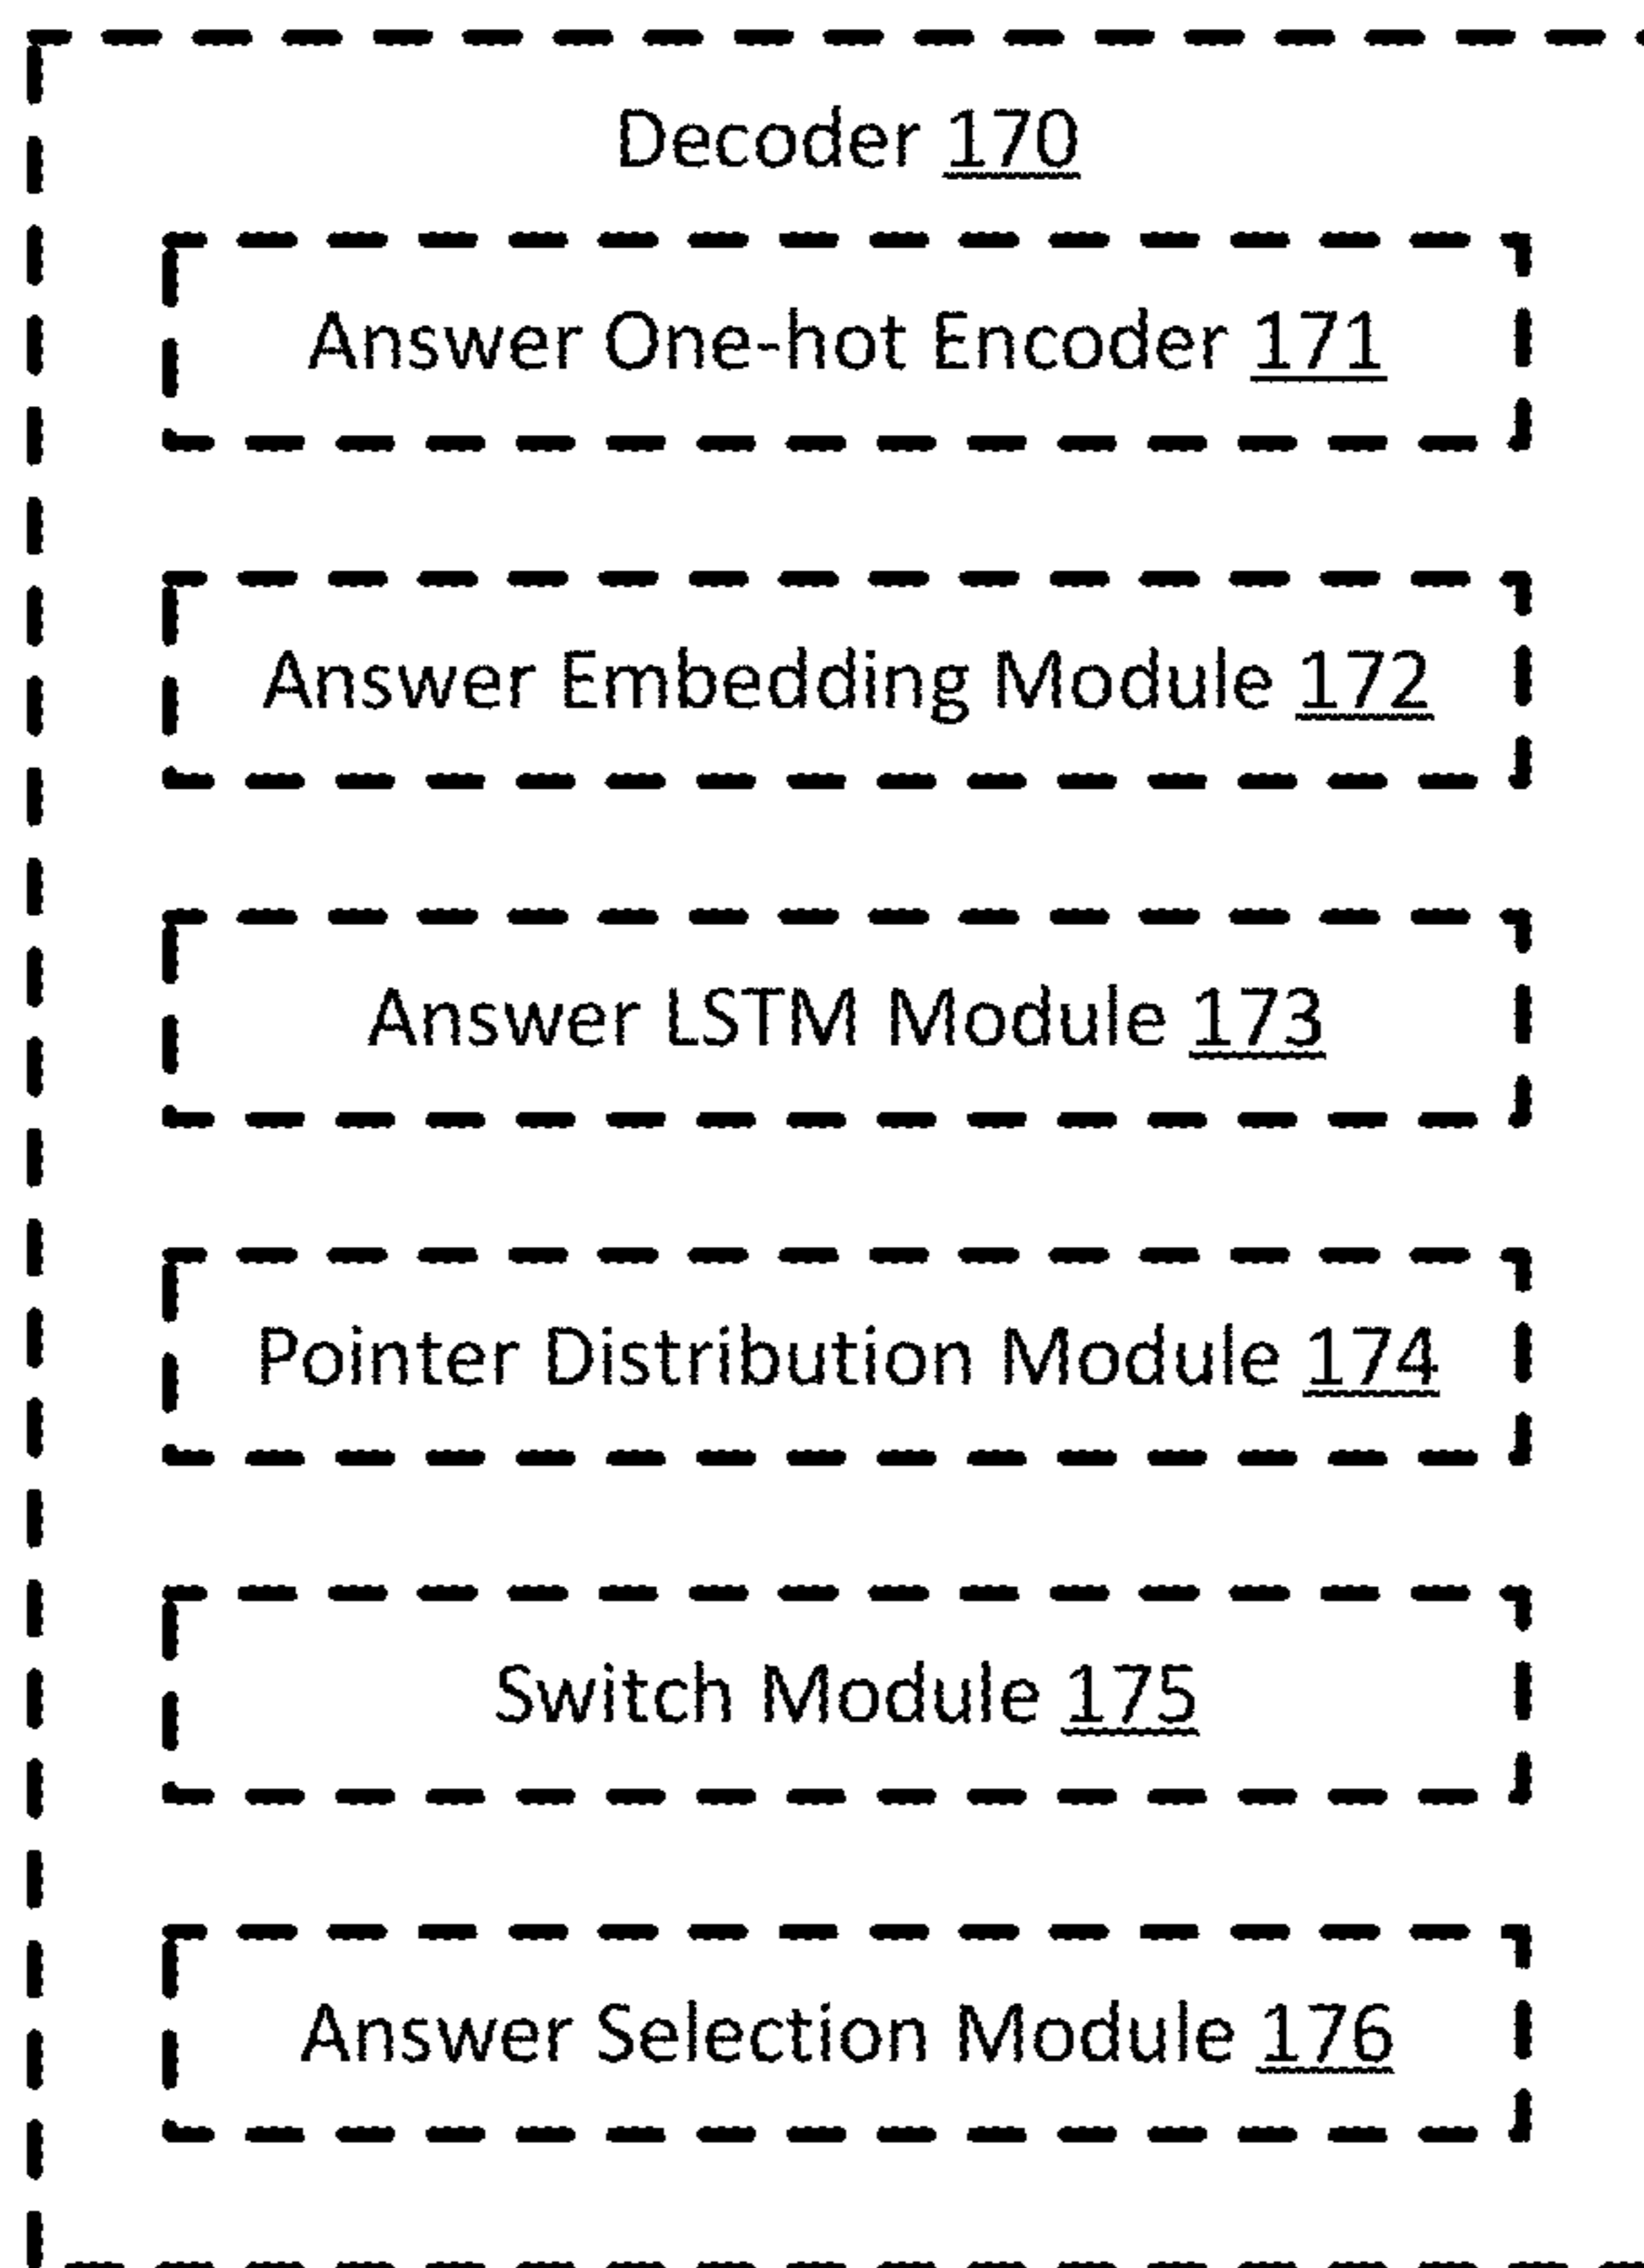 Decoder 170
Answer One-hot Encoder 171
Answer Embedding Module 172
Answer LSTM Module 173
Pointer Distribution Module 174
Switch Module 175
Answer Selection Module 176